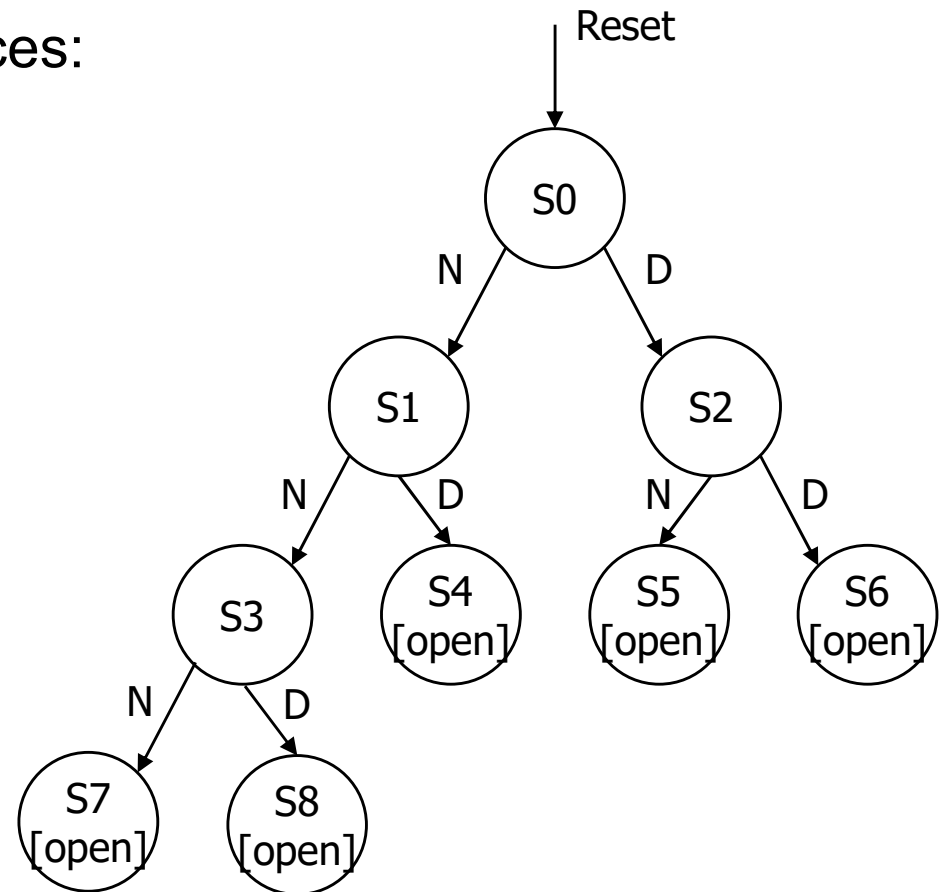 ces:
Reset
S0
N
D
S1
S2
N
D
N
D
S3
S4
[open]
S5
[open]
S6
[open]
N
D
S7
[open]
S8
[open]